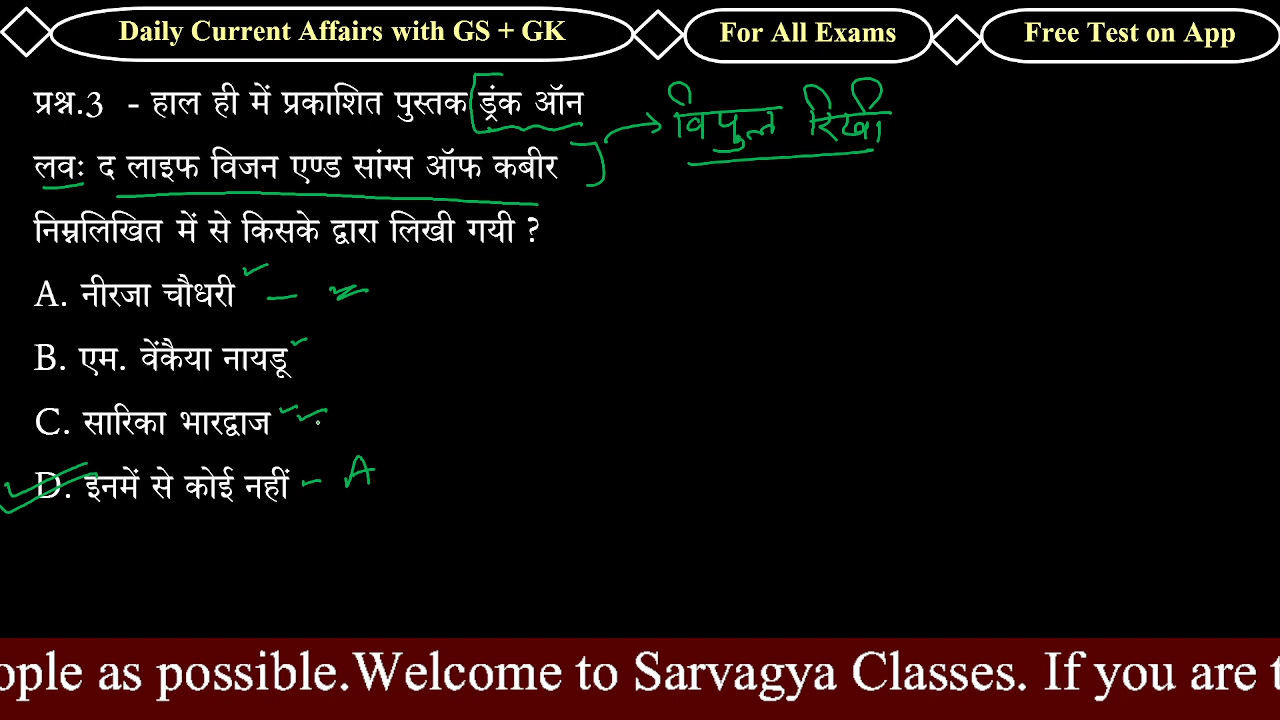 Daily Current Affairs with GS + GK
For All Exams
Free Test on App
प्रश्न.3 - हाल ही में प्रकाशित पुस्तक ड्रंक ऑन
लवः द लाइफ विजन एण्ड सांग्स ऑफ कबीर
विपुल रिखी
निम्नलिखित में से किसके द्वारा लिखी गयी ?
A. नीरजा चौधरी
B. एम. वेंकैया नायडू
C. सारिका भारद्वाज
D. इनमें से कोई नहीं - A
ople as possible.Welcome to Sarvagya Classes. If you are t